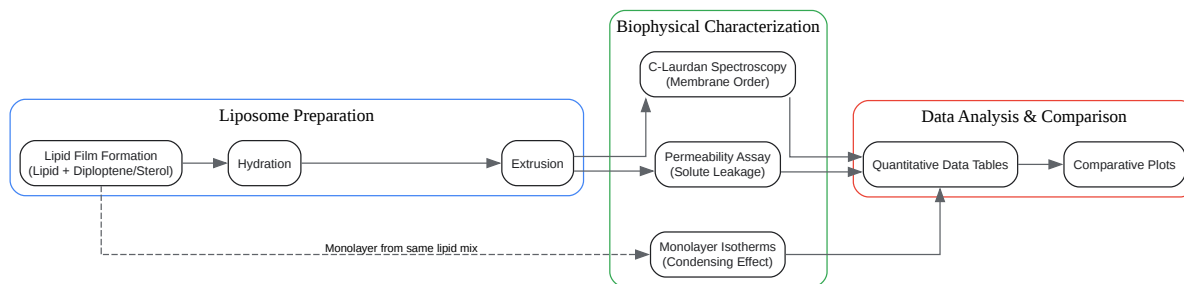 Liposome Preparation
Lipid Film Formation
(Lipid + Diploptene/Sterol)
Hydration
Extrusion
Biophysical Characterization
C-Laurdan Spectroscopy
(Membrane Order)
Permeability Assay
(Solute Leakage)
Monolayer from same lipid mix
Monolayer Isotherms
(Condensing Effect)
Data Analysis & Comparison
Quantitative Data Tables
Comparative Plots